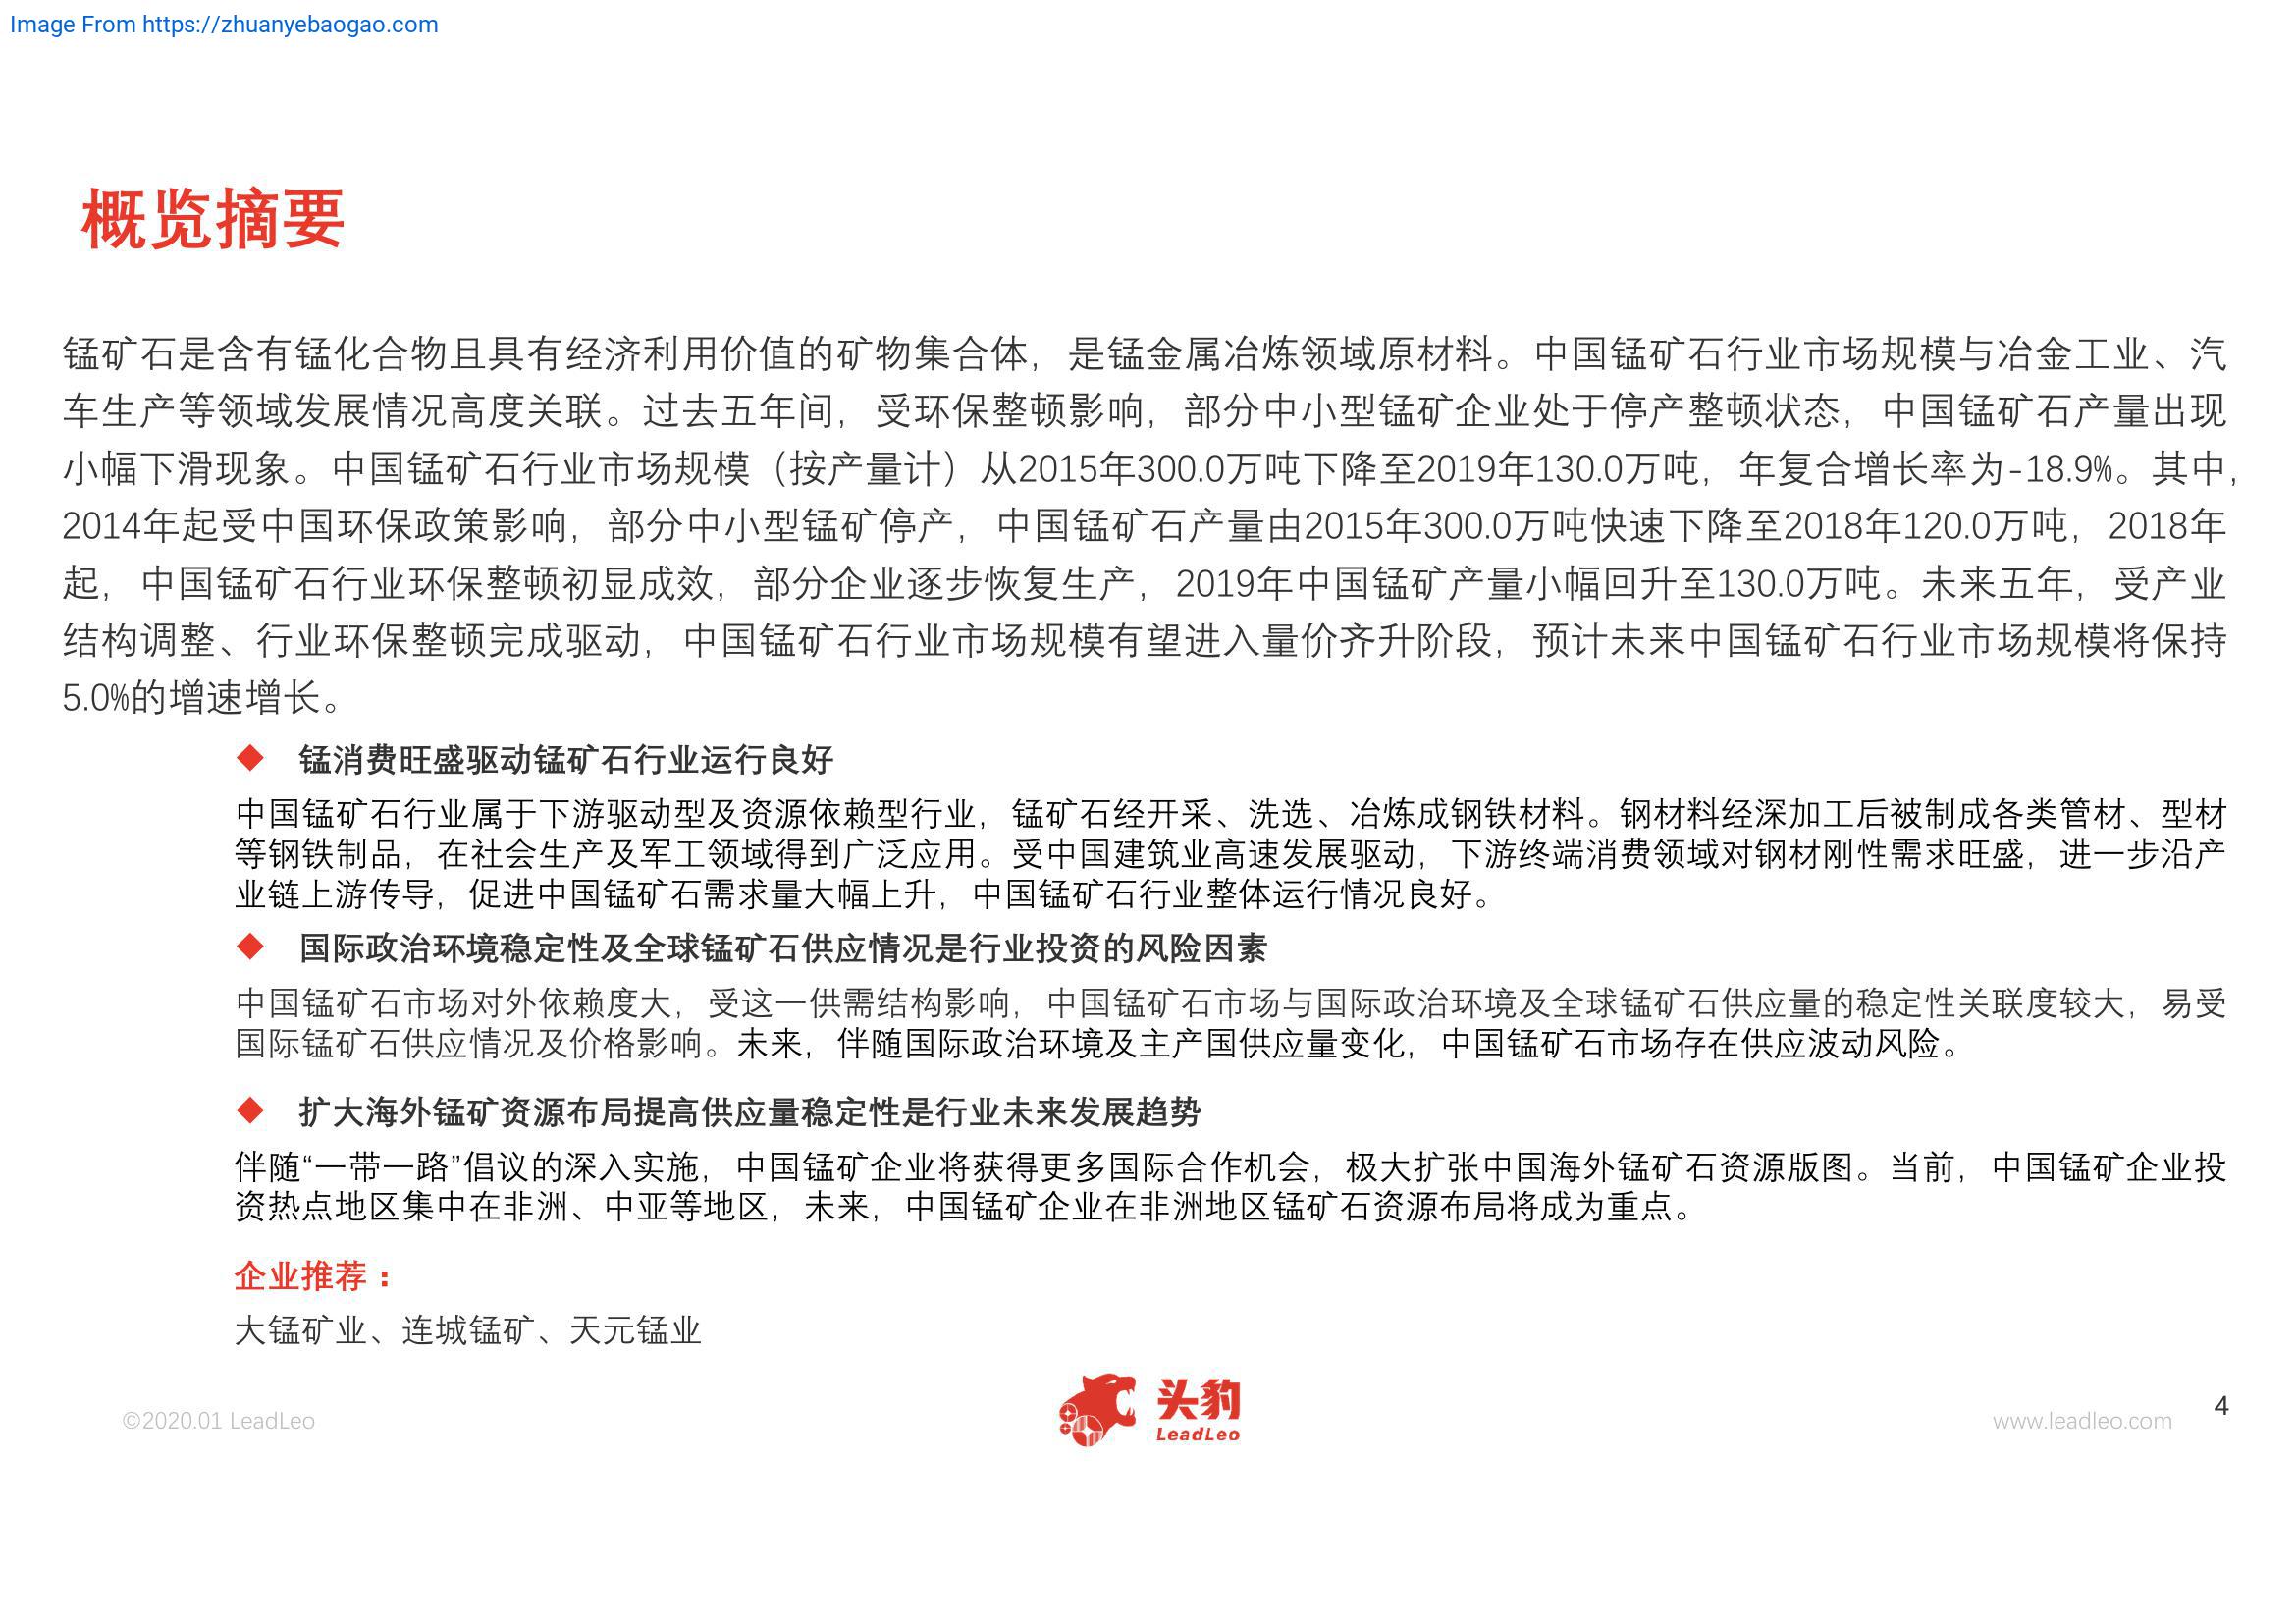 Image From https://zhuanyebaogao.com
概览摘要
锰矿石是含有锰化合物且具有经济利用价值的矿物集合体，是锰金属冶炼领域原材料。中国锰矿石行业市场规模与冶金工业、汽
车生产等领域发展情况高度关联。过去五年间，受环保整顿影响，部分中小型锰矿企业处于停产整顿状态，中国锰矿石产量出现
小幅下滑现象。中国锰矿石行业市场规模（按产量计）从2015年300.0万吨下降至2019年130.0万吨，年复合增长率为-18.9%。其中，
2014年起受中国环保政策影响，部分中小型锰矿停产，中国锰矿石产量由2015年300.0万吨快速下降至2018年120.0万吨，2018年
起，中国锰矿石行业环保整顿初显成效，部分企业逐步恢复生产，2019年中国锰矿产量小幅回升至130.0万吨。未来五年，受产业
结构调整、行业环保整顿完成驱动，中国锰矿石行业市场规模有望进入量价齐升阶段，预计未来中国锰矿石行业市场规模将保持
5.0%的增速增长。
◆ 锰消费旺盛驱动锰矿石行业运行良好
中国锰矿石行业属于下游驱动型及资源依赖型行业，锰矿石经开采、洗选、冶炼成钢铁材料。钢材料经深加工后被制成各类管材、型材
等钢铁制品，在社会生产及军工领域得到广泛应用。受中国建筑业高速发展驱动，下游终端消费领域对钢材刚性需求旺盛，进一步沿产
业链上游传导，促进中国锰矿石需求量大幅上升，中国锰矿石行业整体运行情况良好。
◆ 国际政治环境稳定性及全球锰矿石供应情况是行业投资的风险因素
中国锰矿石市场对外依赖度大，受这一供需结构影响，中国锰矿石市场与国际政治环境及全球锰矿石供应量的稳定性关联度较大，易受
国际锰矿石供应情况及价格影响。未来，伴随国际政治环境及主产国供应量变化，中国锰矿石市场存在供应波动风险。
◆ 扩大海外锰矿资源布局提高供应量稳定性是行业未来发展趋势
伴随“一带一路”倡议的深入实施，中国锰矿企业将获得更多国际合作机会，极大扩张中国海外锰矿石资源版图。当前，中国锰矿企业投
资热点地区集中在非洲、中亚等地区，未来，中国锰矿企业在非洲地区锰矿石资源布局将成为重点。
企业推荐：
大锰矿业、连城锰矿、天元锰业
©2020.01 LeadLeo
头豹
LeadLeo
www.leadleo.com
4